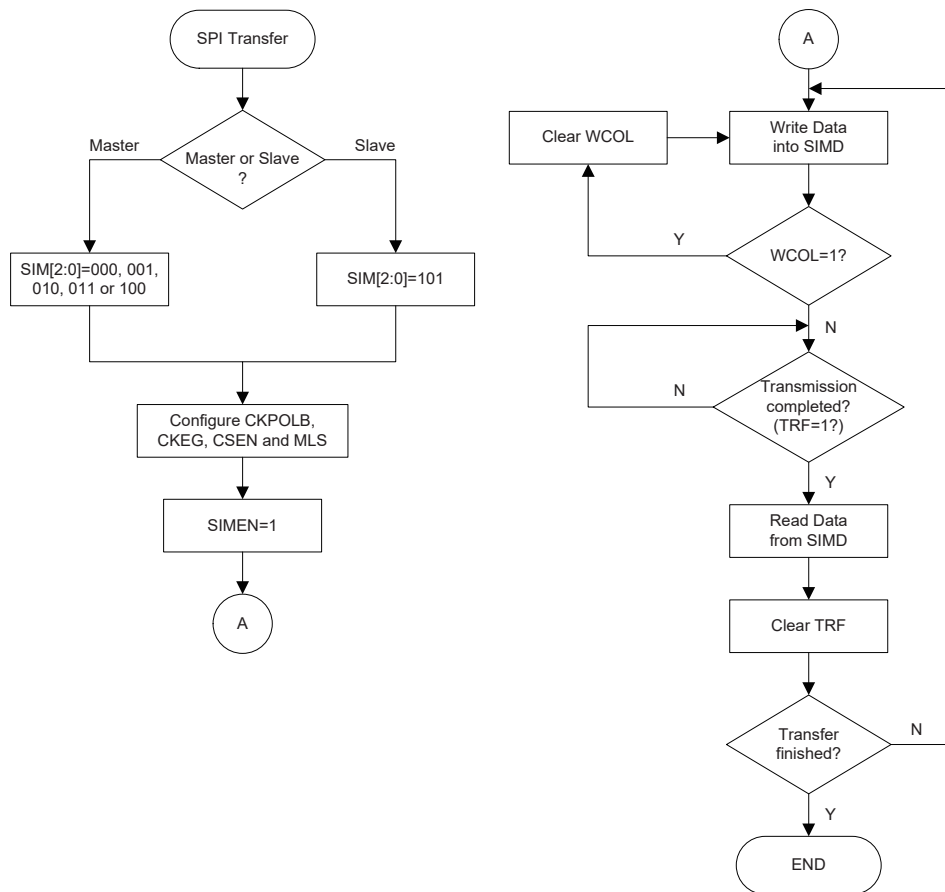 SPI Transfer
Master or Slave
?
Master
Slave
SIM[2:0]=000, 001,
010, 011 or 100
SIM[2:0]=101
Configure CKPOLB,
CKEG, CSEN and MLS
SIMEN=1
A
A
Write Data
into SIMD
Clear WCOL
Y
WCOL=1?
N
Transmission
completed?
(TRF=1?)
N
Y
Read Data
from SIMD
Clear TRF
Transfer
finished?
N
Y
END